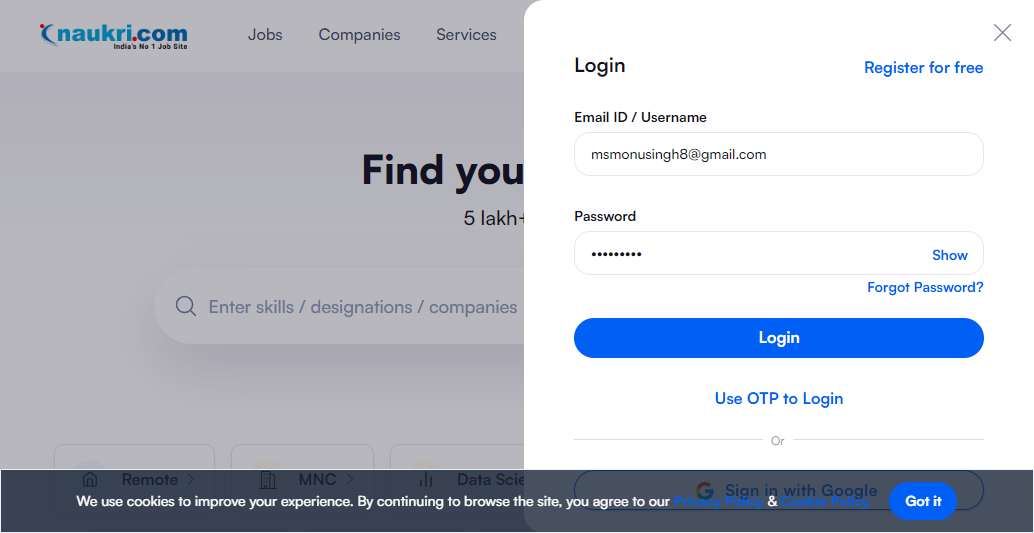 naukri.com
India's No 1 Job Site
Jobs Companies Services
Login
Register for free
Email ID / Username
msmonusingh8@gmail.com
Find you
5 lakh+
Password
•••••••••
Show
Forgot Password?
Enter skills / designations / companies
Login
Use OTP to Login
Or
Remote
MNC
Data Scie
Sign in with Google
We use cookies to improve your experience. By continuing to browse the site, you agree to our Privacy Policy & Cookie Policy
Got it